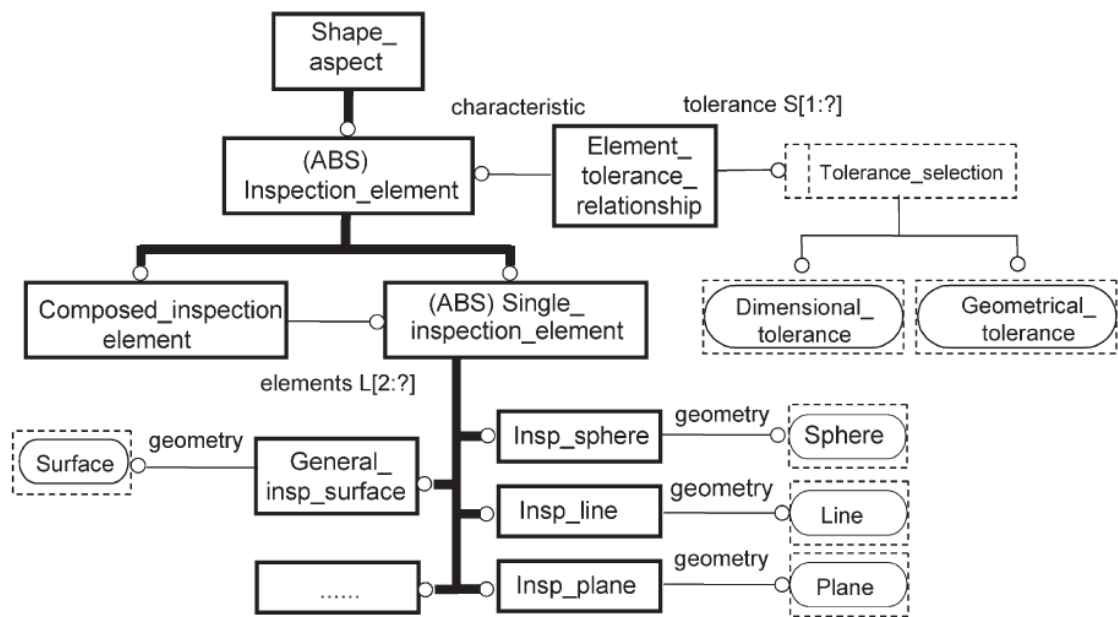 Shape_
aspect
characteristic
tolerance S[1:?]
(ABS)
Inspection_element
Element_
tolerance_
relationship
Tolerance_selection
Composed_inspection
element
(ABS) Single_
inspection_element
Dimensional_
tolerance
Geometrical_
tolerance
elements L[2:?]
Surface
geometry
General_
insp_surface
Insp_sphere
geometry
Sphere
Insp_line
geometry
Line
......
Insp_plane
geometry
Plane